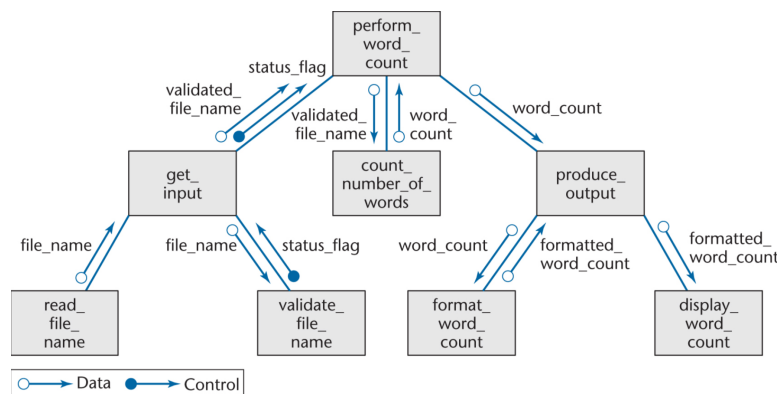 perform_
word_
count
status_flag
validated_
file_name
validated_
file_name
word_
count
word_count
get_
input
count_
number_of_
words
produce_
output
file_name
file_name
status_flag
word_count
formatted_
word_count
formatted_
word_count
read_
file_
name
validate_
file_
name
format_
word_
count
display_
word_
count
Data
Control